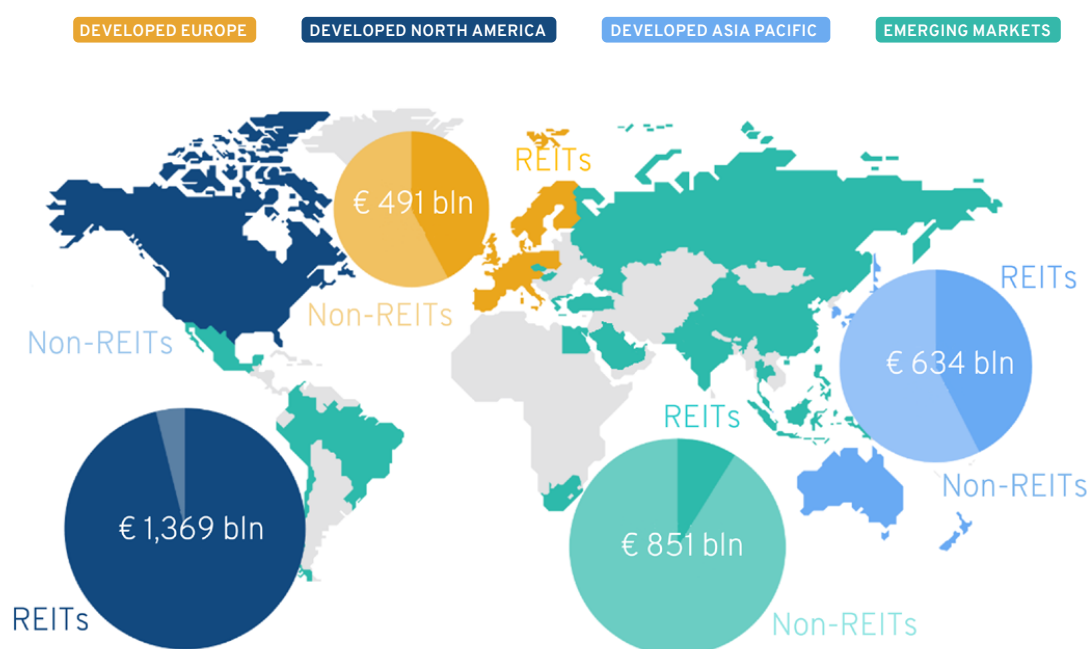 DEVELOPED EUROPE
DEVELOPED NORTH AMERICA
DEVELOPED ASIA PACIFIC
EMERGING MARKETS
REITs
€ 491 bln
Non-REITs
REITs
€ 634 bln
Non-REITs
Non-REITs
€ 1,369 bln
REITs
REITs
€ 851 bln
Non-REITs